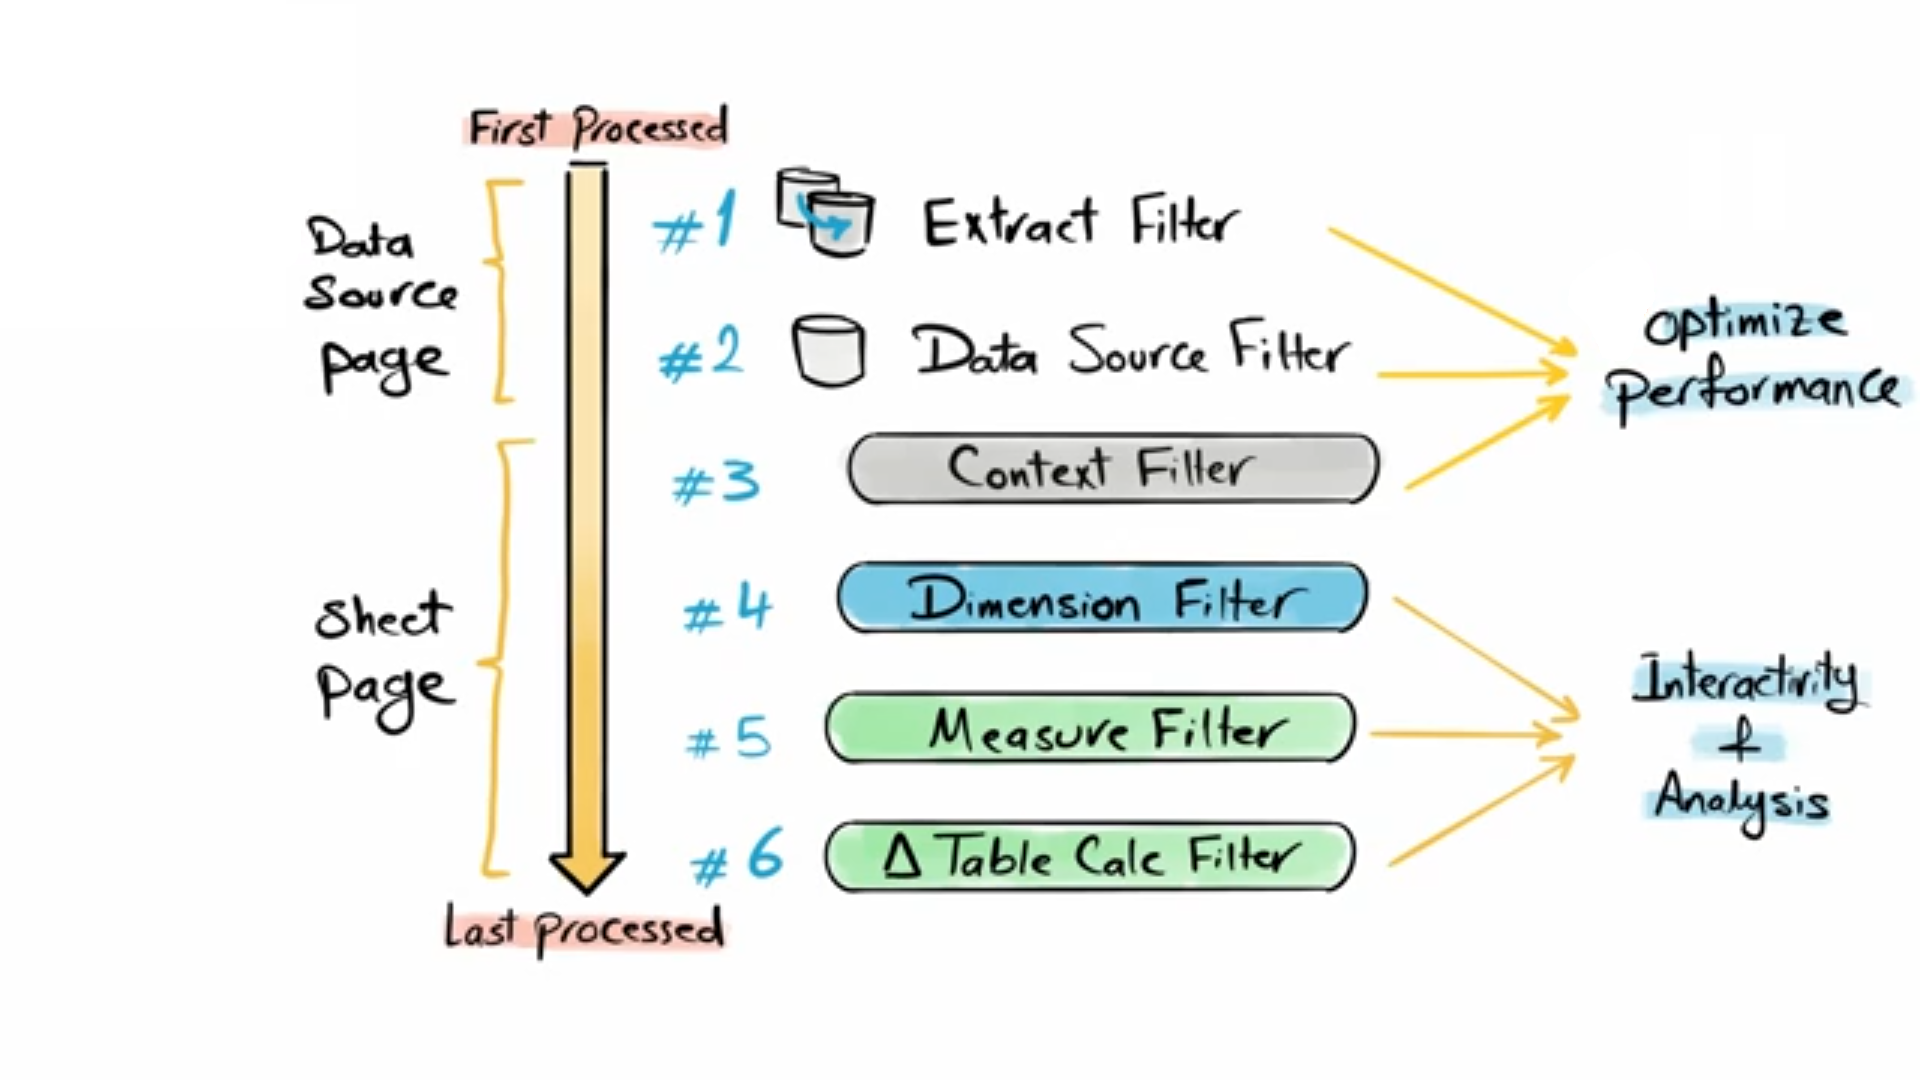 First Processed
Data
Source
page
#1 Extract Filter
#2 Data Source Filter
Optimize
performance
#3 Context Filter
#4 Dimension Filter
Sheet
page
#5 Measure Filter
Interactivity
&
Analysis
#6 Δ Table Calc Filter
Last processed